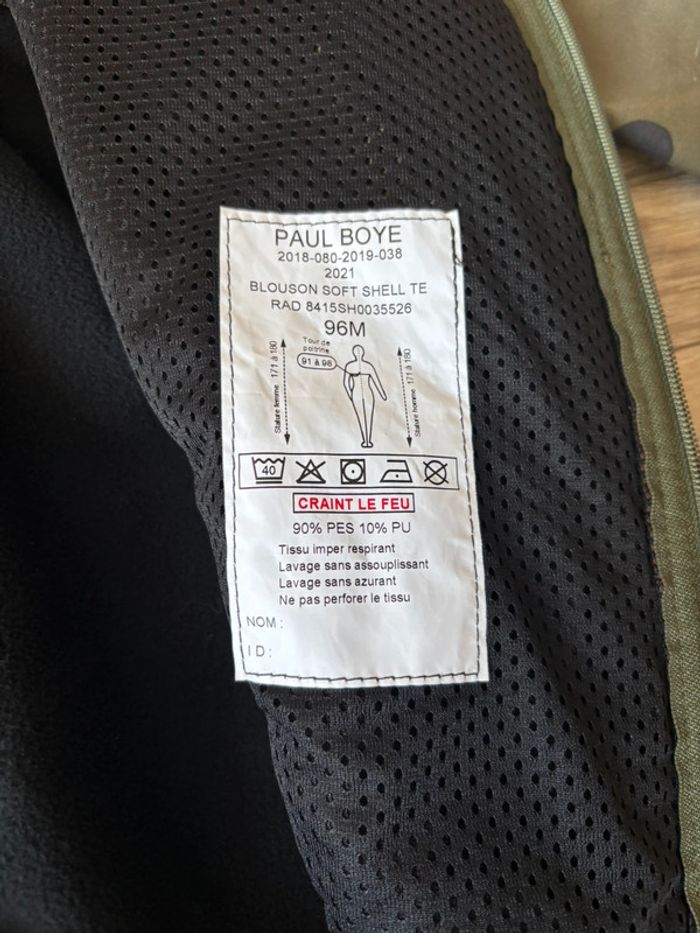 PAUL BOYE
2018-080-2019-038
2021
BLOUSON SOFT SHELL TE
RAD 8415SH0035526
96M
Tour de
poitrine
91 à 98
Stature femme 171 à 180
Stature homme 171 à 180
40
CRAINT LE FEU
90% PES 10% PU
Tissu imper respirant
Lavage sans assouplissant
Lavage sans azurant
Ne pas perforer le tissu
NOM :
ID :